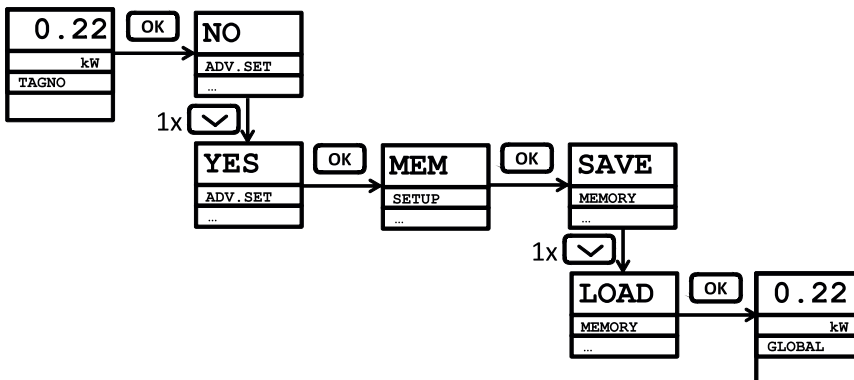 0.22
kW
TAGNO
OK
NO
ADV.SET
...
1x
YES
ADV.SET
...
OK
MEM
SETUP
...
OK
SAVE
MEMORY
...
1x
LOAD
MEMORY
...
OK
0.22
kW
GLOBAL